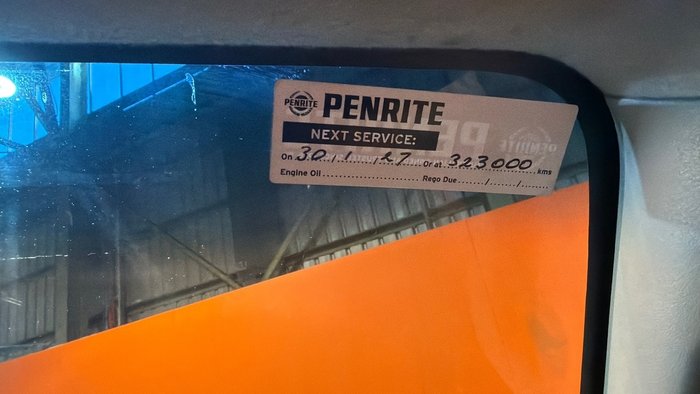 PENRITE PENRITE
NEXT SERVICE:
On 30 / 1 / 27 Or at 323000 kms
Engine Oil .......... Rego Due ....../....../......